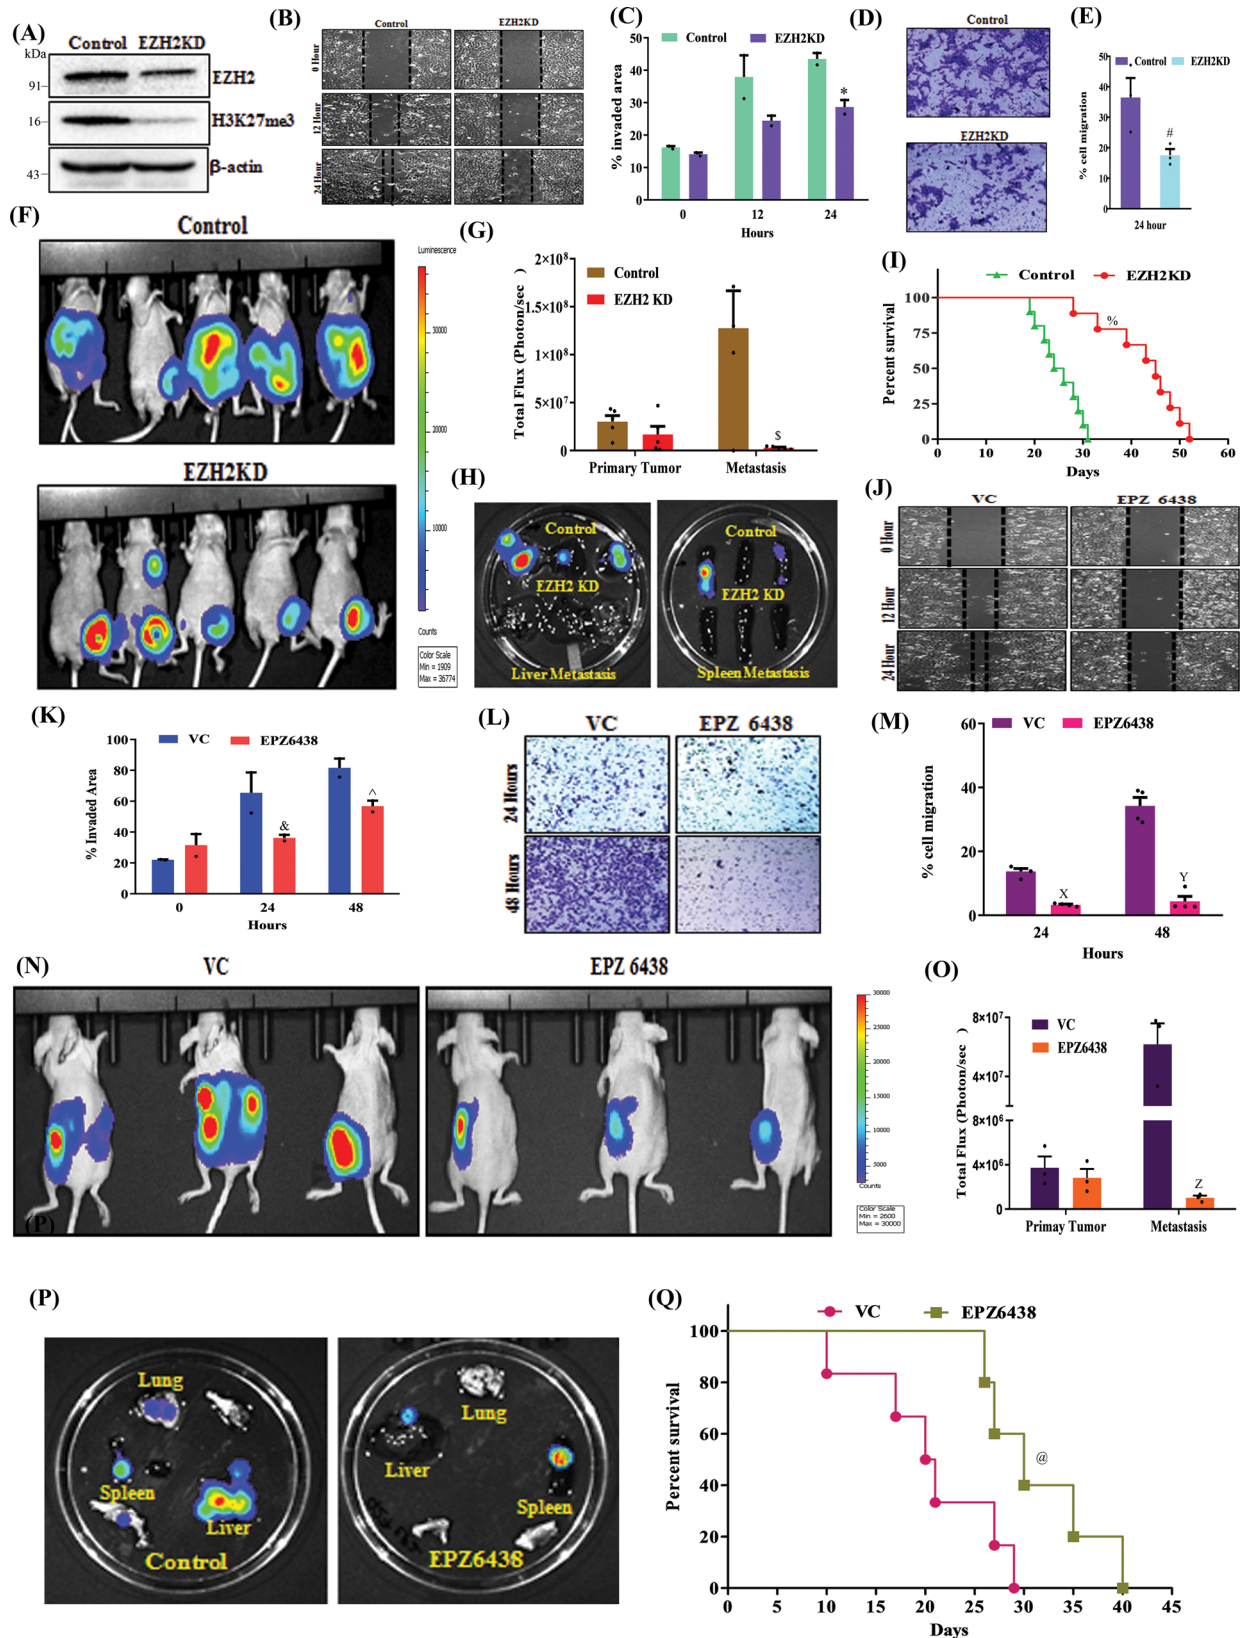 (A)
Control EZH2KD
kDa
91
EZH2
16
H3K27me3
43
β-actin
(B)
Control EZH2KD
0 Hour
12 Hour
24 Hour
(C)
Control EZH2KD
% invaded area
50
40
30
20
10
0
*
0 12 24
Hours
(D)
Control
EZH2KD
(E)
Control EZH2KD
% cell migration
50
40
30
20
10
0
#
24 hour
(F)
Control
EZH2KD
Luminescence
30000
20000
10000
Counts
Color Scale
Min = 1909
Max = 36774
(G)
Control
EZH2 KD
Total Flux (Photon/sec )
2×10⁸
1.5×10⁸
1×10⁸
5×10⁷
0
$
Primary Tumor Metastasis
(H)
Control
EZH2 KD
Liver Metastasis
Control
EZH2 KD
Spleen Metastasis
(I)
Control EZH2KD
Percent survival
100
75
50
25
0
%
0 10 20 30 40 50 60
Days
(J)
VC EPZ 6438
0 Hour
12 Hour
24 Hour
(K)
VC EPZ6438
% Invaded Area
100
80
60
40
20
0
&
^
0 24 48
Hours
(L)
VC EPZ 6438
24 Hours
48 Hours
(M)
VC EPZ6438
% cell migration
60
40
20
0
X
Y
24 48
Hours
(N)
VC EPZ 6438
(P)
30000
25000
20000
15000
10000
5000
Counts
Color Scale
Min = 2600
Max = 30000
(O)
VC
EPZ6438
Total Flux (Photon/sec )
8×10⁷
4×10⁷
8×10⁶
4×10⁶
0
Z
Primay Tumor Metastasis
(P)
Lung
Spleen
Liver
Control
Lung
Liver
Spleen
EPZ6438
(Q)
VC EPZ6438
Percent survival
100
80
60
40
20
0
@
0 5 10 15 20 25 30 35 40 45
Days